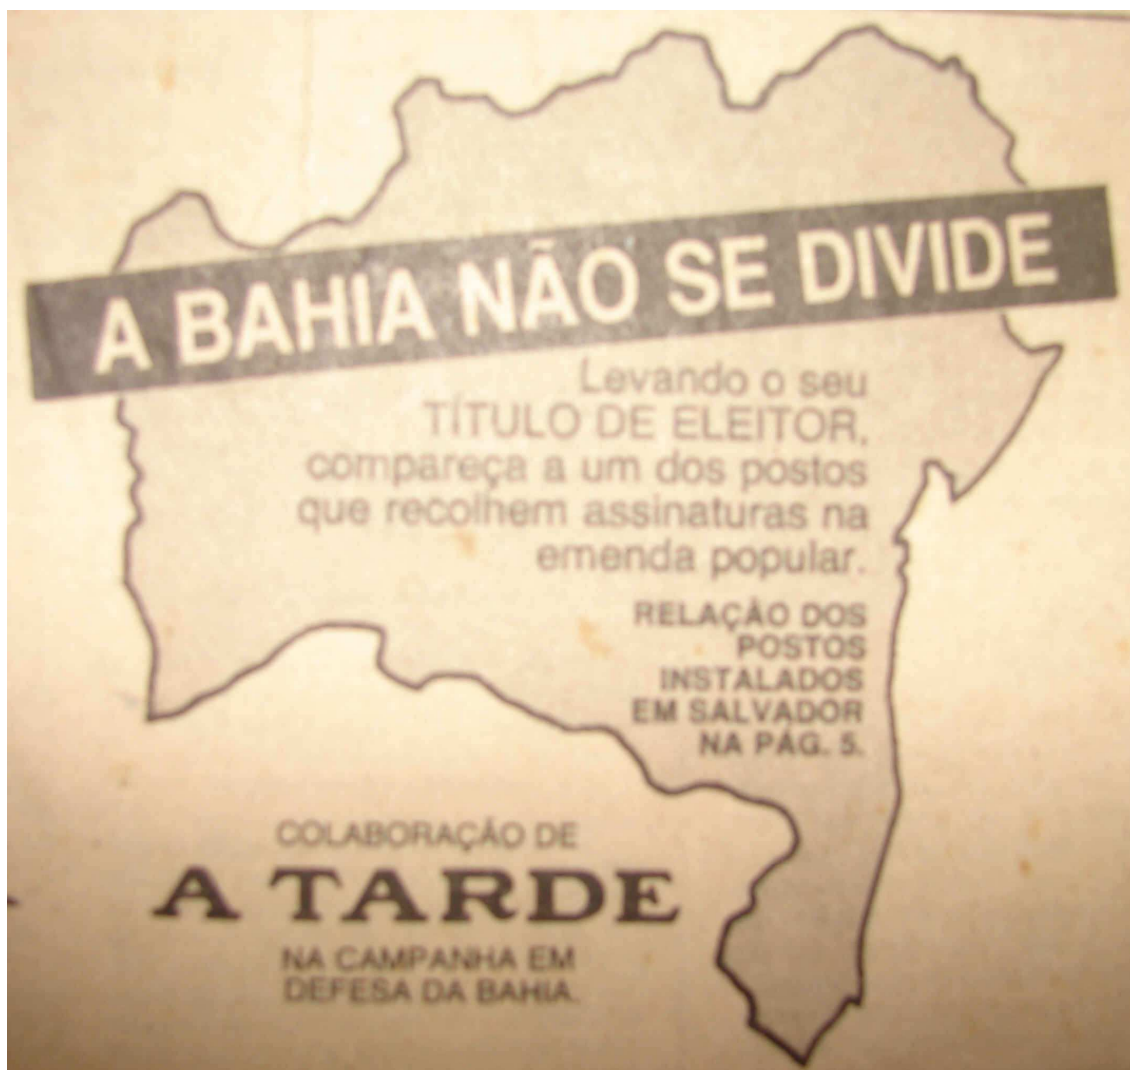 A BAHIA NÃO SE DIVIDE
Levando o seu
TÍTULO DE ELEITOR,
compareça a um dos postos
que recolhem assinaturas na
emenda popular.
RELAÇÃO DOS
POSTOS
INSTALADOS
EM SALVADOR
NA PÁG. 5.
COLABORAÇÃO DE
A TARDE
NA CAMPANHA EM
DEFESA DA BAHIA.